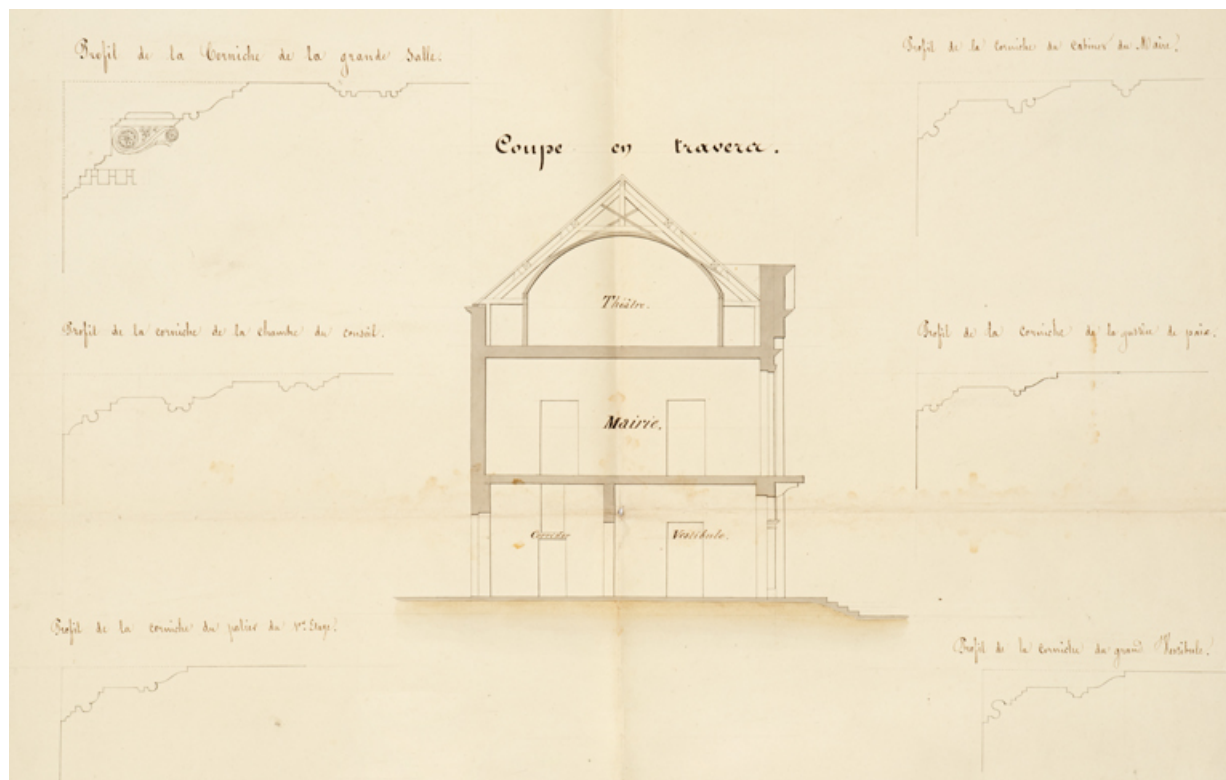 Profil de la Corniche de la grande Salle.
Profil de la corniche du cabinet du Maire.
Coupe en travers.
Théâtre.
Profil de la corniche de la chambre du conseil.
Profil de la corniche de la justice de paix.
Mairie.
Corridor
Vestibule.
Profil de la corniche du palier du 1er Etage.
Profil de la corniche du grand Vestibule.